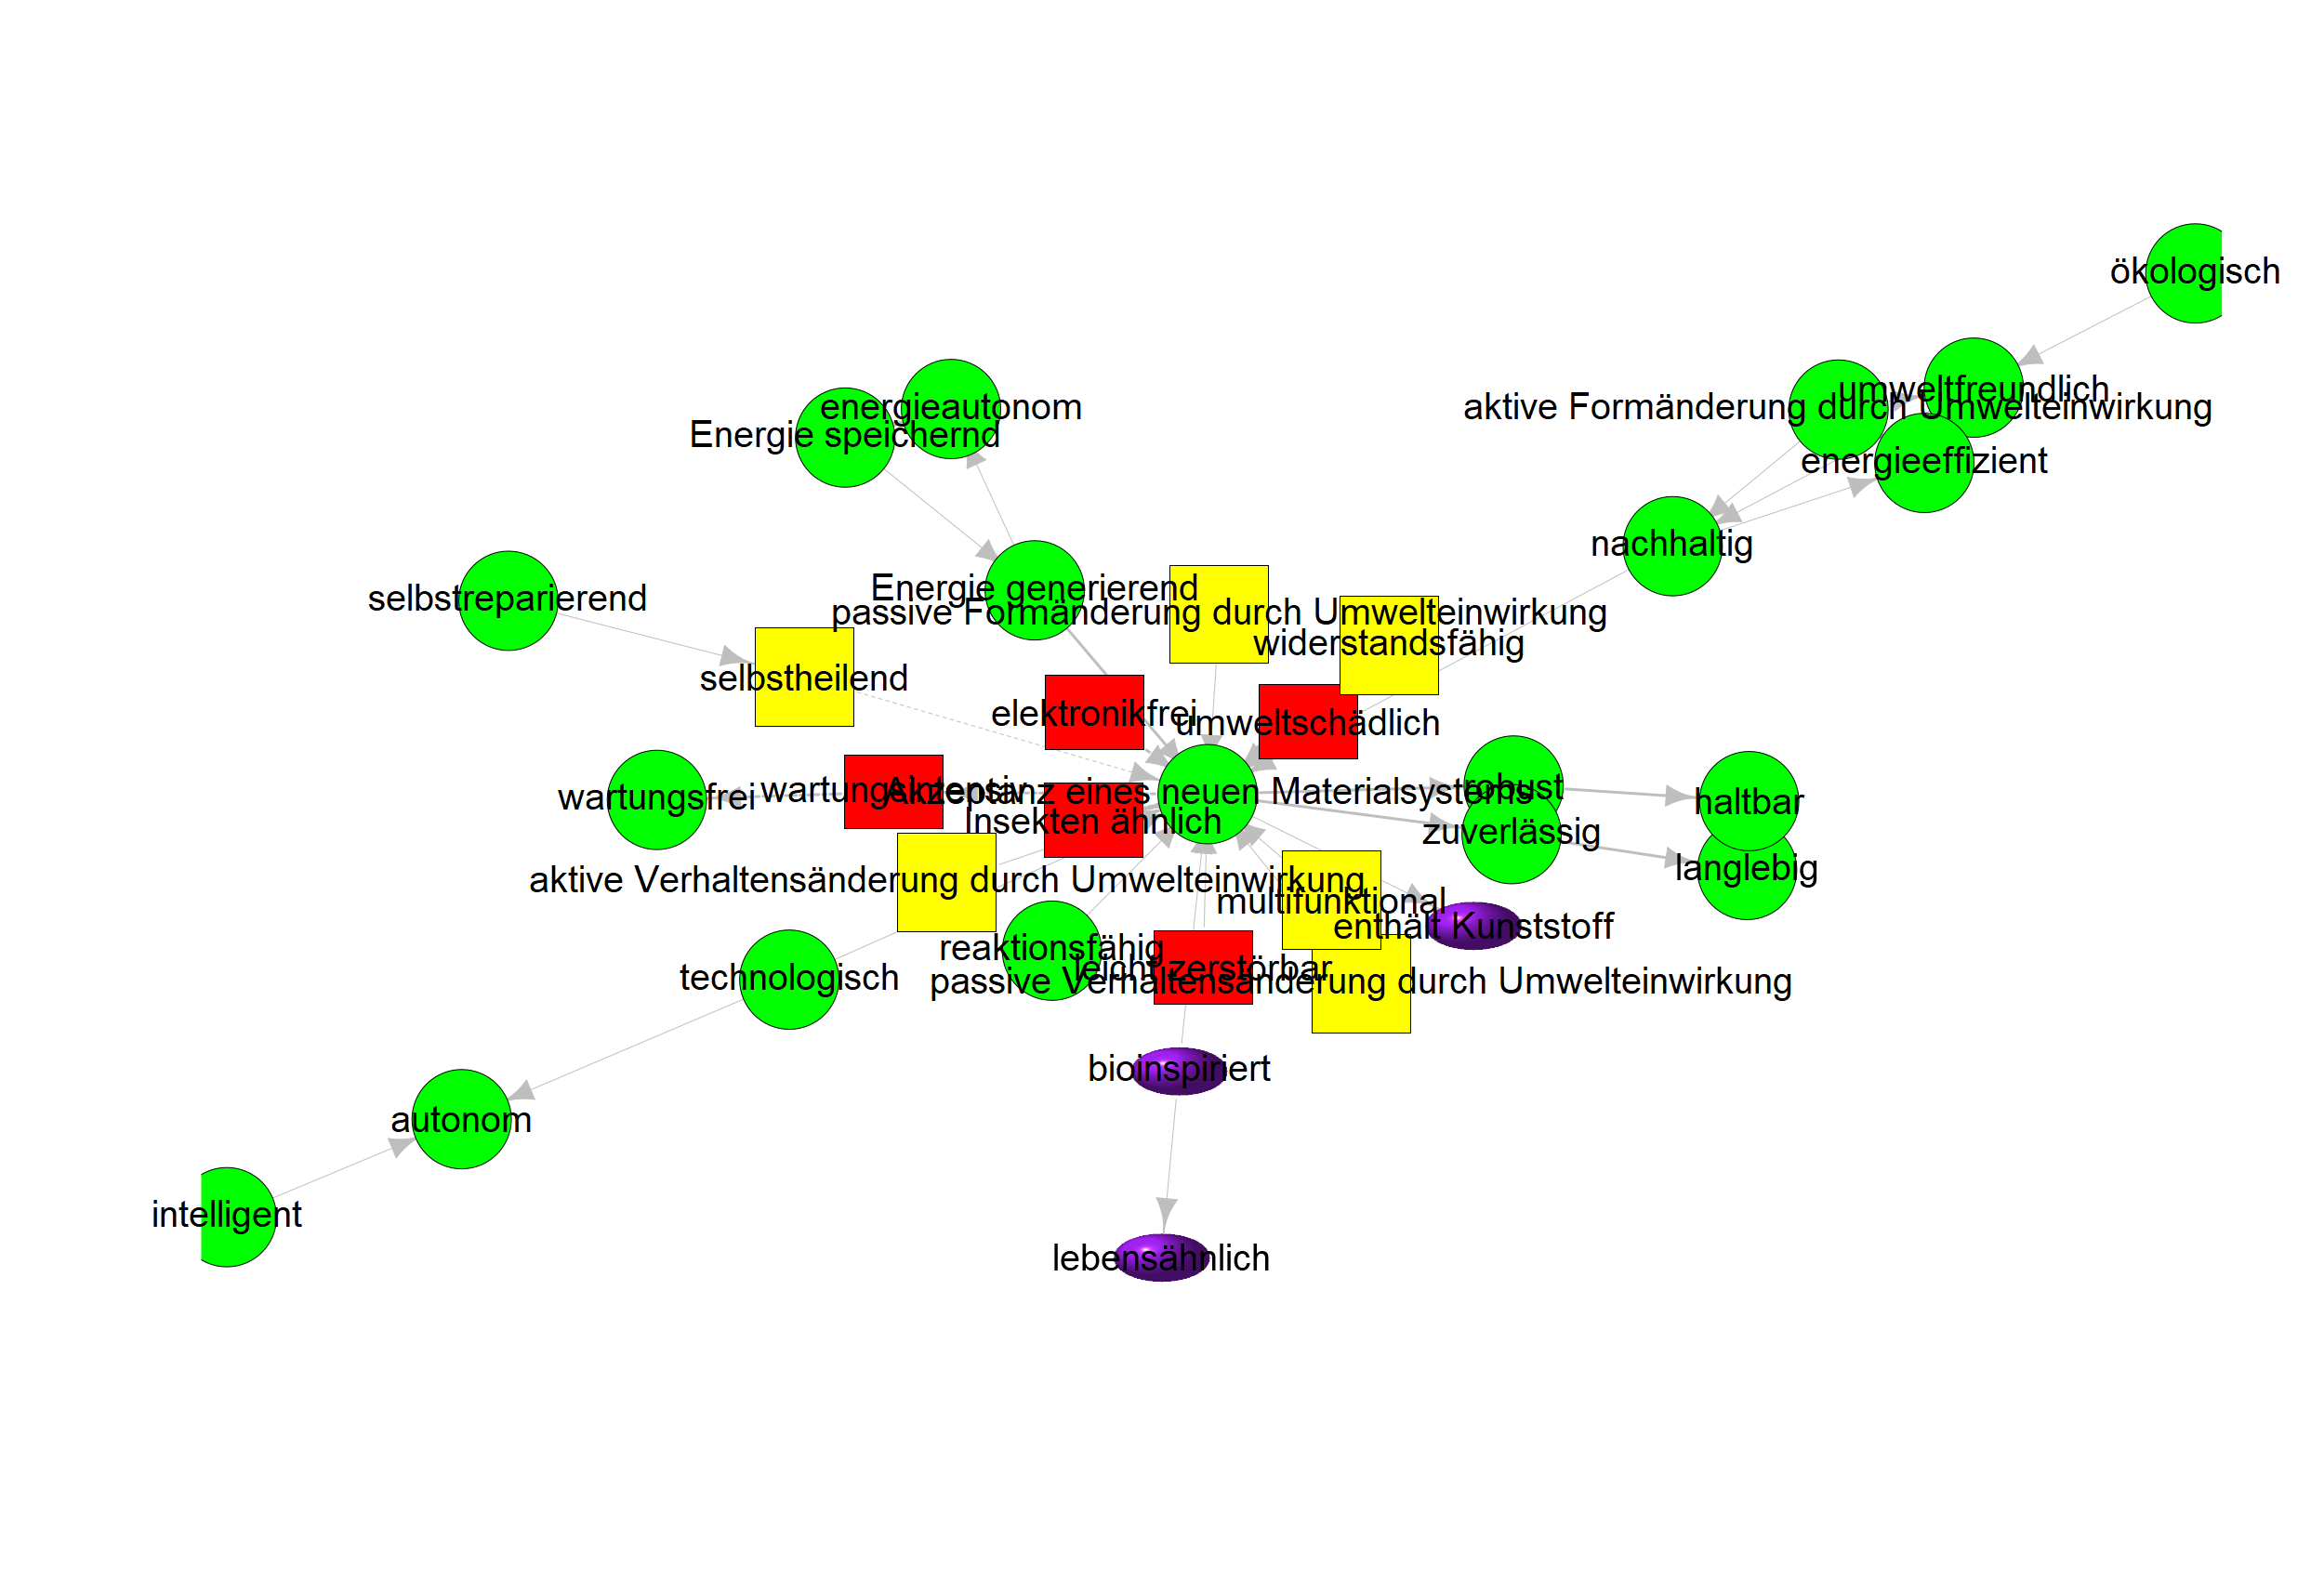 ökologisch
umweltfreundlich
aktive Formänderung durch Umwelteinwirkung
energieautonom
Energie speichernd
energieeffizient
nachhaltig
Energie generierend
selbstreparierend
passive Formänderung durch Umwelteinwirkung
widerstandsfähig
selbstheilend
elektronikfrei
umweltschädlich
wartungsfrei
wartungsintensiv
Akzeptanz eines neuen Materialsystems
robust
haltbar
Insekten ähnlich
zuverlässig
langlebig
aktive Verhaltensänderung durch Umwelteinwirkung
multifunktional
enthält Kunststoff
reaktionsfähig
leicht zerstörbar
technologisch
passive Verhaltensänderung durch Umwelteinwirkung
bioinspiriert
autonom
intelligent
lebensähnlich